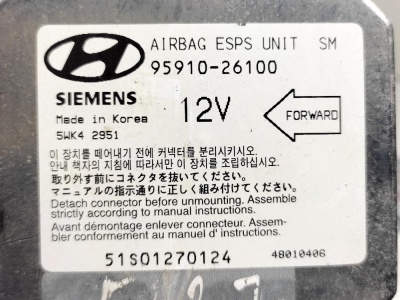 AIRBAG ESPS UNIT SM
95910-26100
SIEMENS
12V
FORWARD
Made in Korea
5WK4 2951
이 장치를 떼어내기 전에 커넥터를 분리시키시오.
안내 책자의 지침에 따라서만 이 장치를 조립하십시오.
取り外す前にコネクタを抜いてください。
マニュアルの指示通りに正しく組み付けてください。
Detach connector before unmounting. Assemble
strictly according to manual instructions.
Avant démontage enlever connecteur. Assem-
bler conformement au manuel d' instructions.
51S01270124
48010406